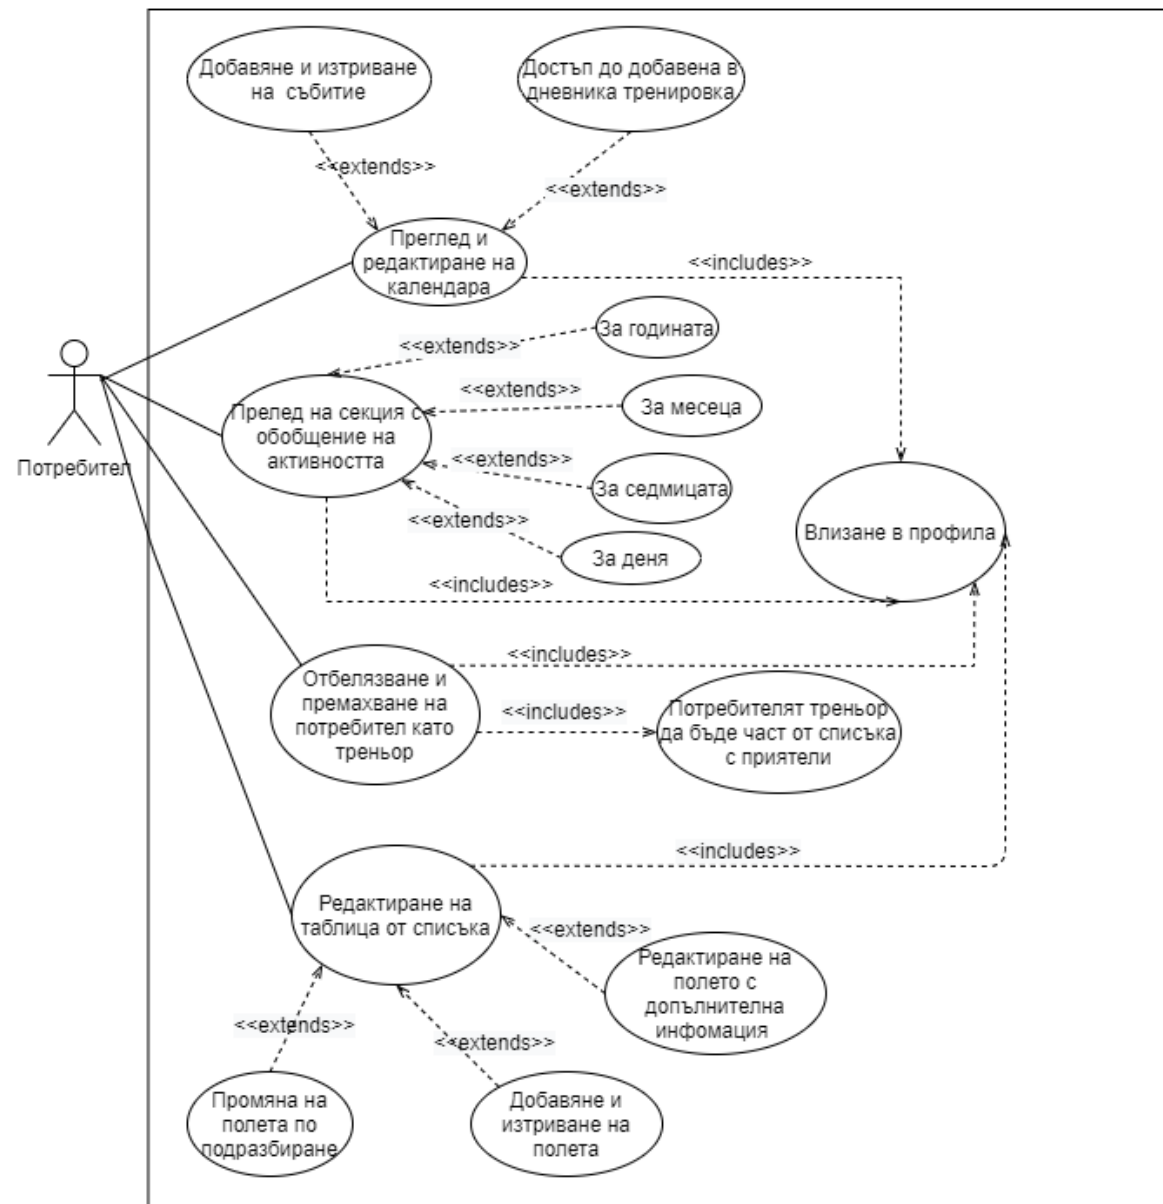 Добавяне и изтриване
на събитие
Достъп до добавена в
дневника тренировка
<<extends>>
<<extends>>
Преглед и
редактиране на
календара
<<includes>>
За годината
<<extends>>
<<extends>>
За месеца
Прелед на секция с
обобщение на
активността
<<extends>>
За седмицата
Потребител
<<extends>>
За деня
Влизане в профила
<<includes>>
<<includes>>
Отбелязване и
премахване на
потребител като
треньор
<<includes>>
Потребителят треньор
да бъде част от списъка
с приятели
<<includes>>
Редактиране на
таблица от списъка
<<extends>>
Редактиране на
полето с
допълнителна
инфомация
<<extends>>
<<extends>>
Промяна на
полета по
подразбиране
Добавяне и
изтриване на
полета